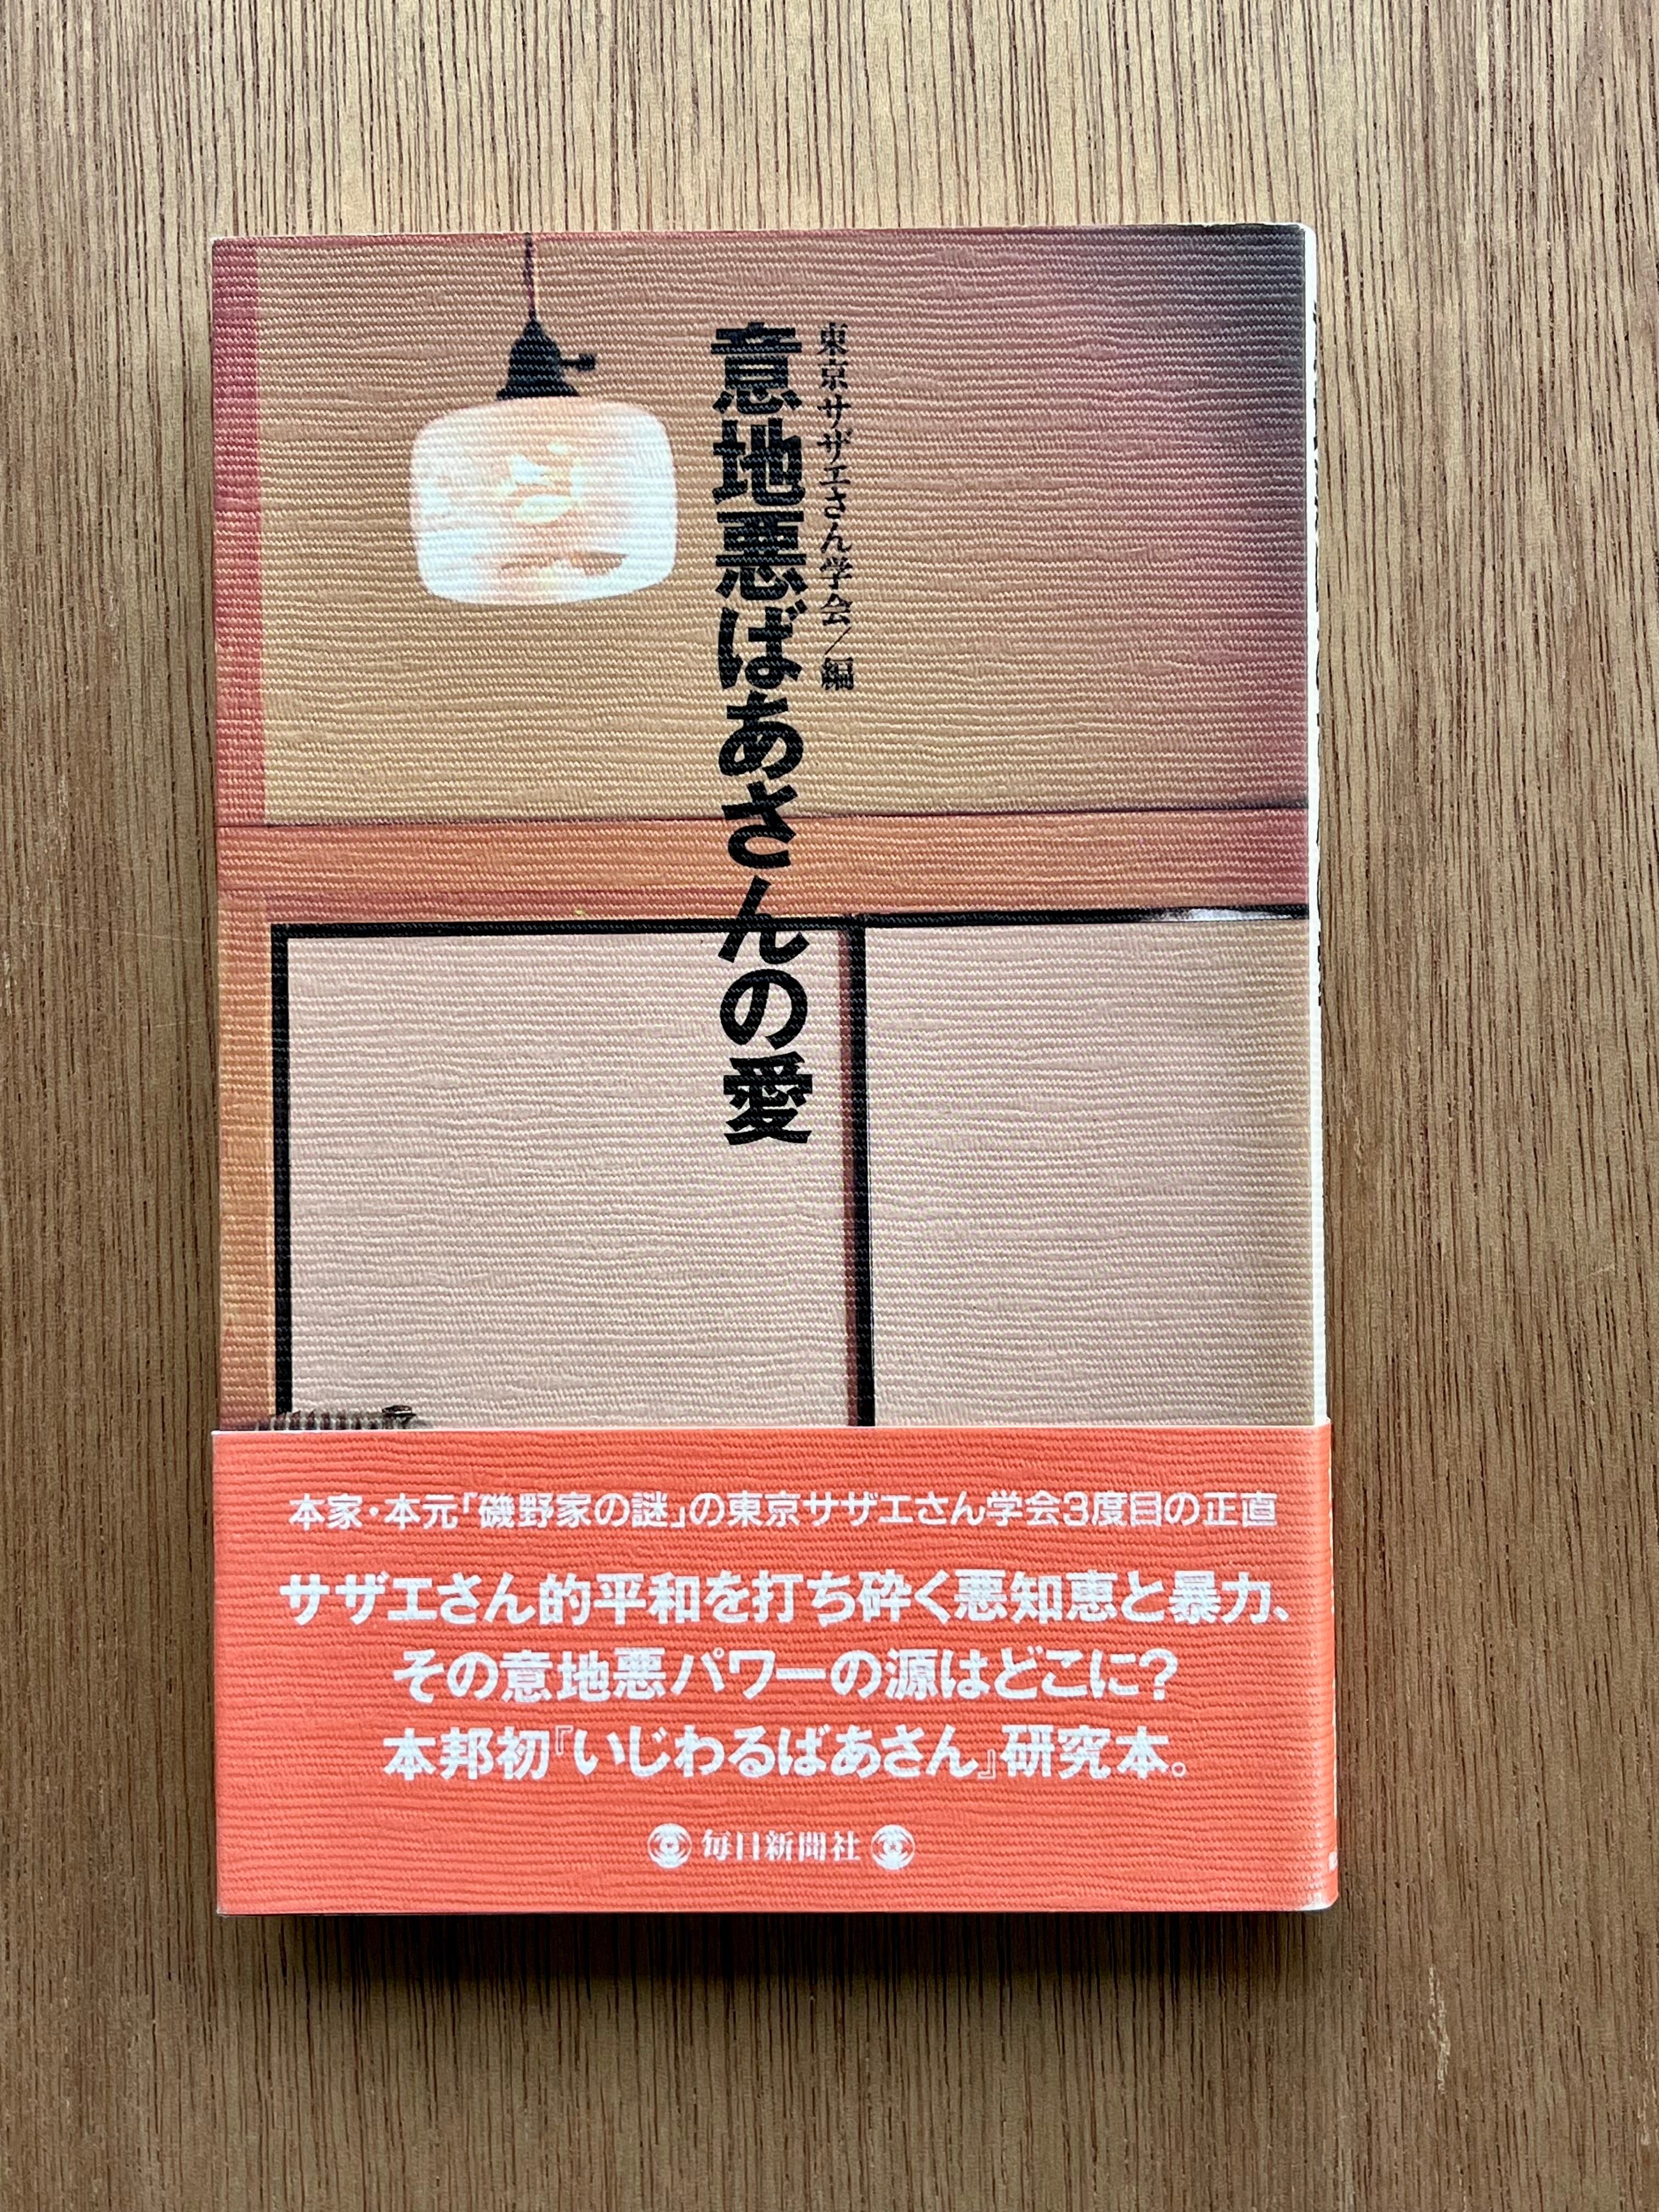 東京サザエさん学会／編
意地悪ばあさんの愛
本家・本元「磯野家の謎」の東京サザエさん学会3度目の正直
サザエさん的平和を打ち砕く悪知恵と暴力、
その意地悪パワーの源はどこに?
本邦初『いじわるばあさん』研究本。
毎日新聞社